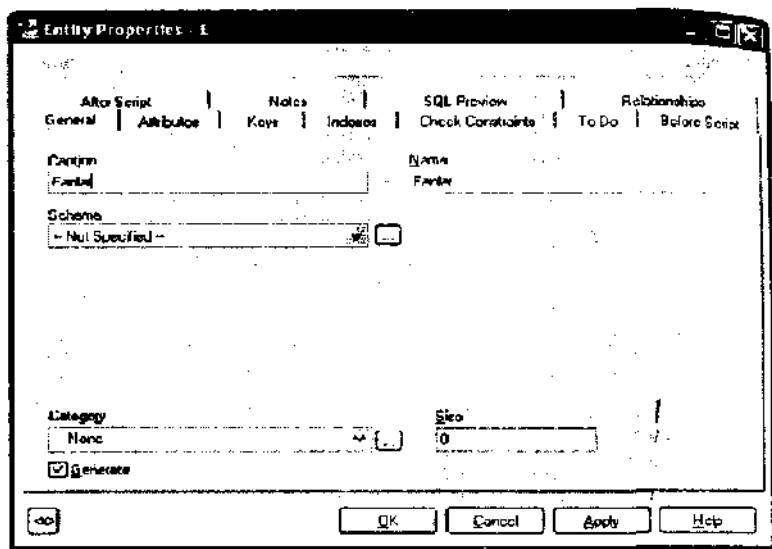 Entity Properties - E
After Script Notes SQL Preview Relationships
General Attributes Keys Indexes Check Constraints To Do Before Script
Caption Name
Schema
-- Not Specified -- ...
Category Size
None ... 0
Generate
OK Cancel Apply Help